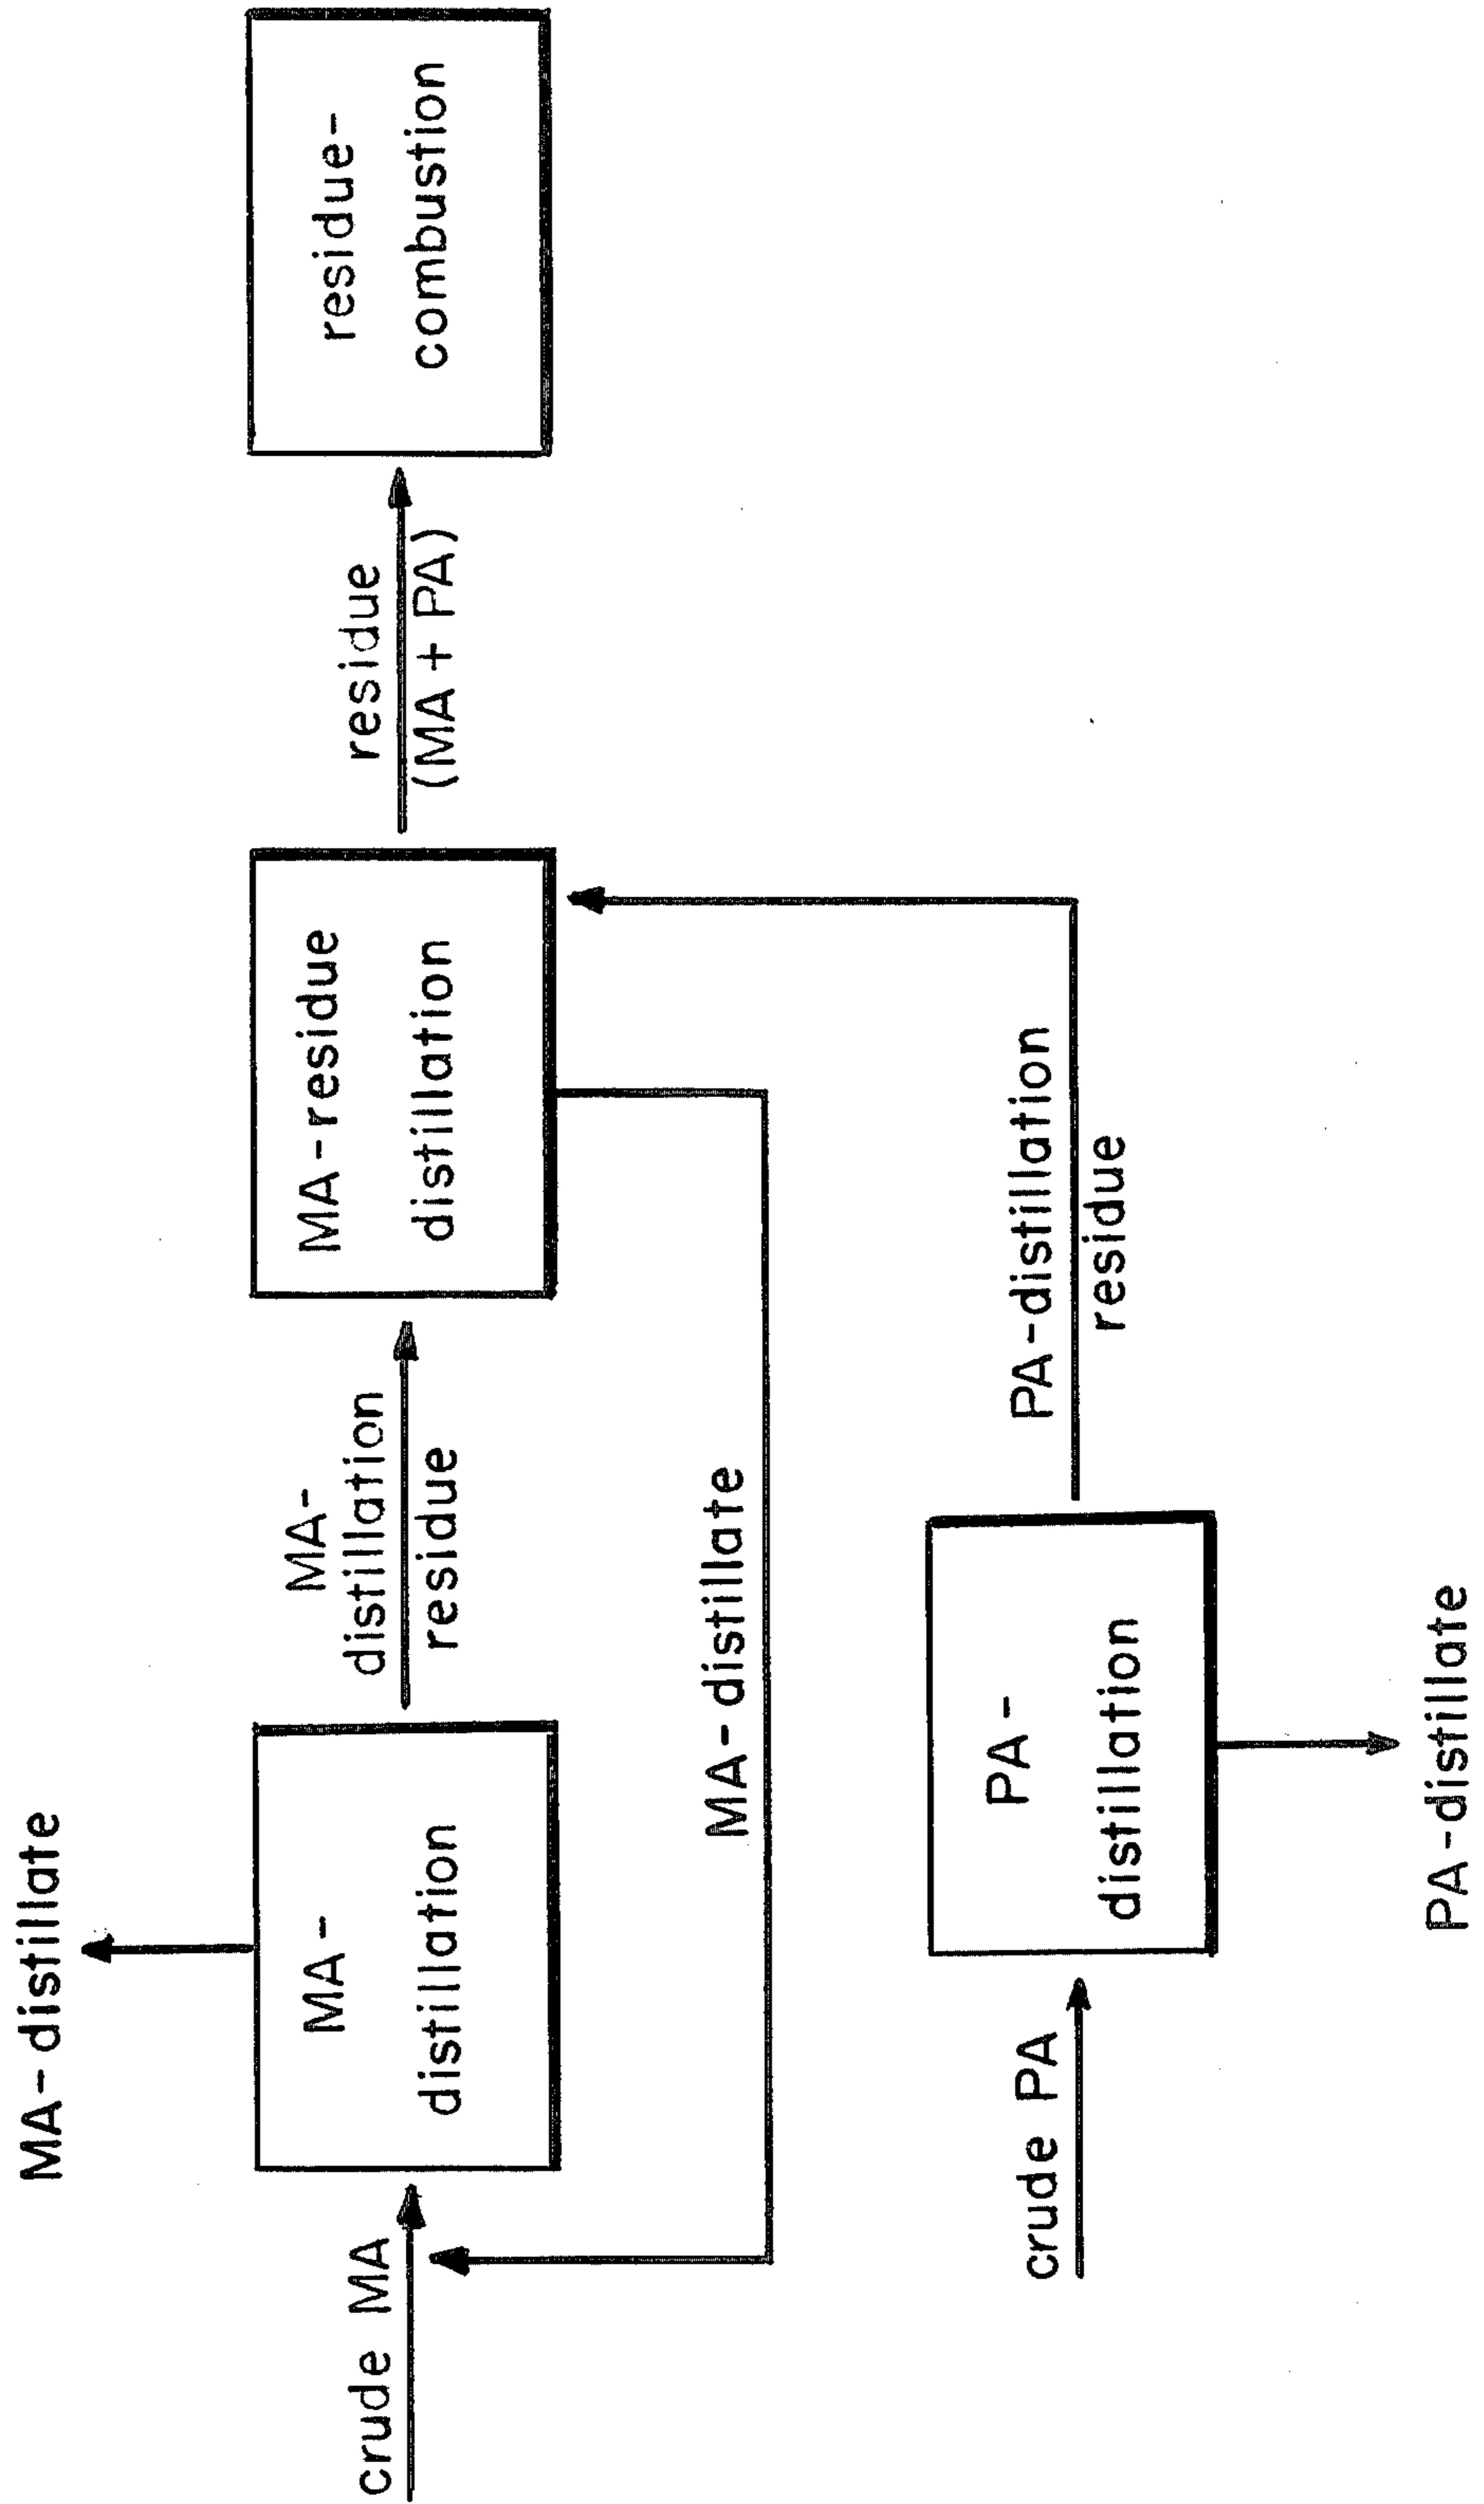 MA-distillate
crude MA
MA-
distillation
MA-
distillation
residue
MA-residue
distillation
residue
(MA + PA)
residue-
combustion
MA-distillate
crude PA
PA-
distillation
PA-distillation
residue
PA-distillate